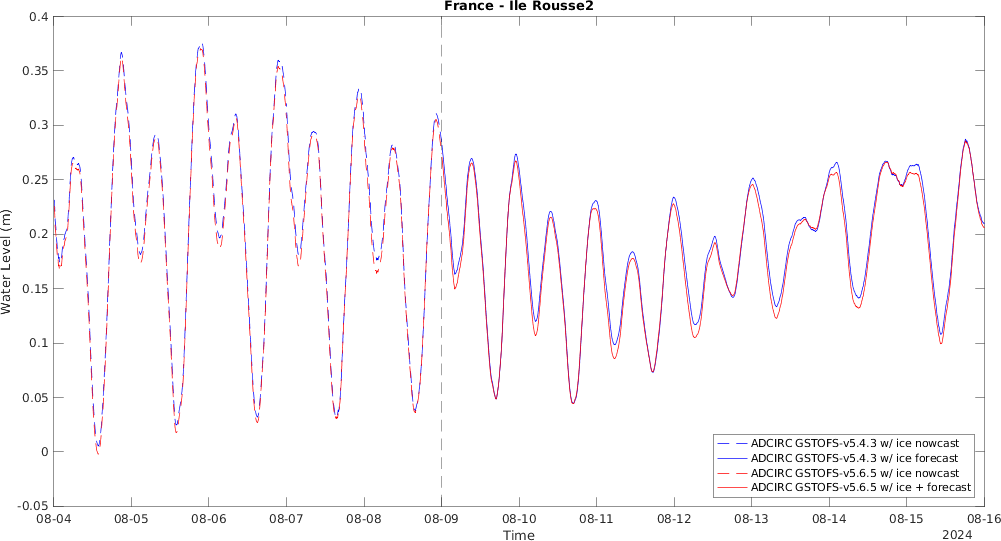 France - Ile Rousse2
Water Level (m)
0.4
0.35
0.3
0.25
0.2
0.15
0.1
0.05
0
-0.05
08-04 08-05 08-06 08-07 08-08 08-09 08-10 08-11 08-12 08-13 08-14 08-15 08-16
Time
2024
ADCIRC GSTOFS-v5.4.3 w/ ice nowcast
ADCIRC GSTOFS-v5.4.3 w/ ice forecast
ADCIRC GSTOFS-v5.6.5 w/ ice nowcast
ADCIRC GSTOFS-v5.6.5 w/ ice + forecast